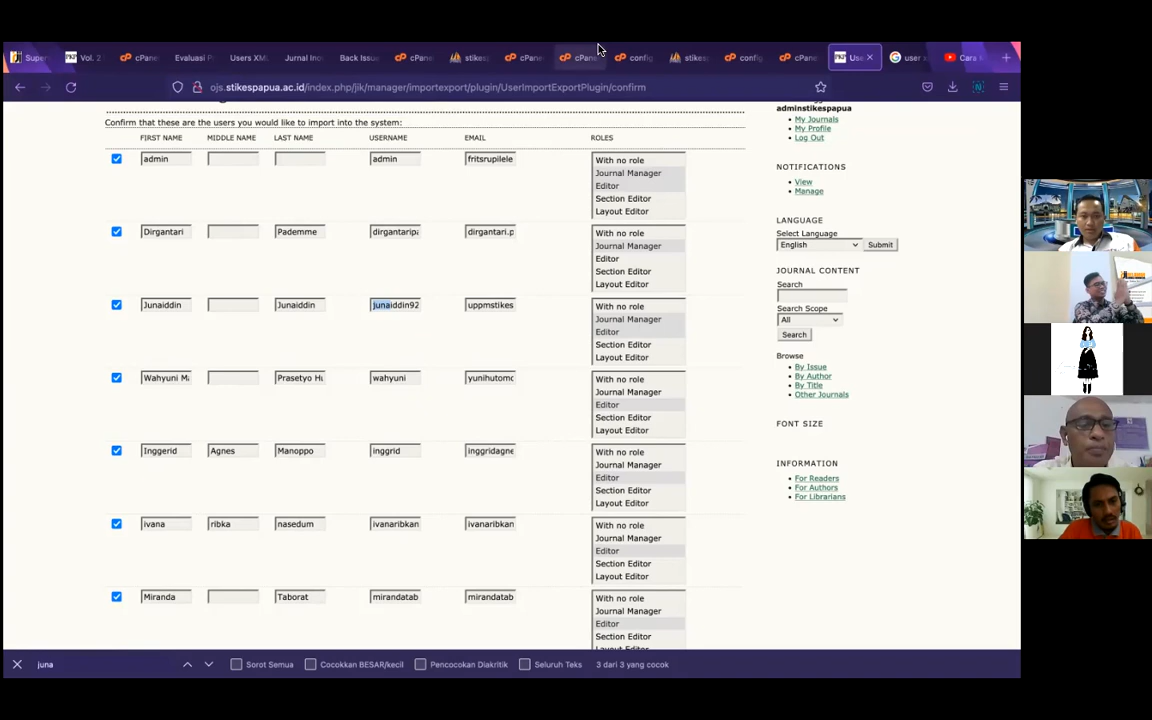 Super
Vol. 2
cPane
Evaluasi P
Users XM
Jurnal Ino
Back Issue
cPane
stikes
cPane
cPane
config
stikes
config
cPane
Use
user x
Cara
ojs.stikespapua.ac.id/index.php/jik/manager/importexport/plugin/UserImportExportPlugin/confirm
Confirm that these are the users you would like to import into the system:
FIRST NAME MIDDLE NAME LAST NAME USERNAME EMAIL ROLES
admin admin fritsrupilele
With no role
Journal Manager
Editor
Section Editor
Layout Editor
Dirgantari Pademme dirgantaripa dirgantari.p
With no role
Journal Manager
Editor
Section Editor
Layout Editor
Junaiddin Junaiddin junaiddin92 uppmstikes
With no role
Journal Manager
Editor
Section Editor
Layout Editor
Wahyuni Ma Prasetyo Hu wahyuni yunihutomo
With no role
Journal Manager
Editor
Section Editor
Layout Editor
Inggerid Agnes Manoppo inggrid inggridagne
With no role
Journal Manager
Editor
Section Editor
Layout Editor
ivana ribka nasedum ivanaribkan ivanaribkan
With no role
Journal Manager
Editor
Section Editor
Layout Editor
Miranda Taborat mirandatab mirandatab
With no role
Journal Manager
Editor
Section Editor
adminstikespapua
My Journals
My Profile
Log Out
NOTIFICATIONS
View
Manage
LANGUAGE
Select Language
English Submit
JOURNAL CONTENT
Search
Search Scope
All
Search
Browse
By Issue
By Author
By Title
Other Journals
FONT SIZE
INFORMATION
For Readers
For Authors
For Librarians
juna Sorot Semua Cocokkan BESAR/kecil Pencocokan Diakritik Seluruh Teks 3 dari 3 yang cocok